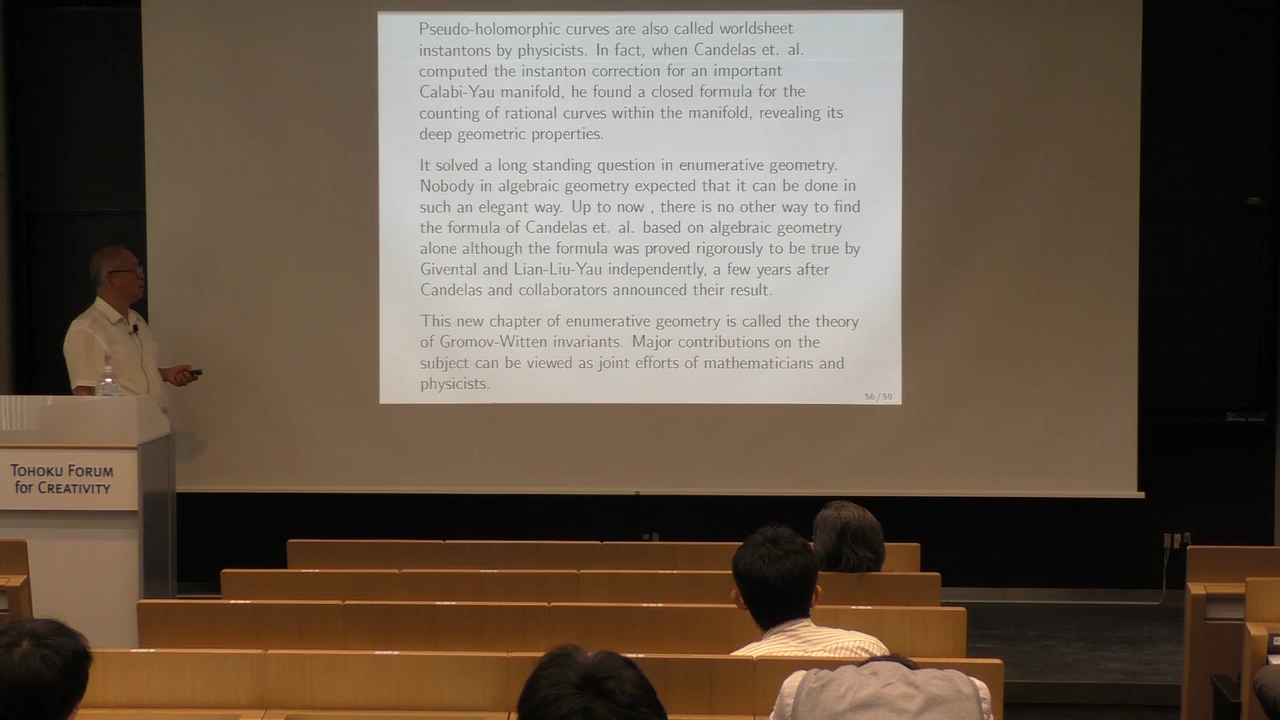 Pseudo-holomorphic curves are also called worldsheet
instantons by physicists. In fact, when Candelas et. al.
computed the instanton correction for an important
Calabi-Yau manifold, he found a closed formula for the
counting of rational curves within the manifold, revealing its
deep geometric properties.
It solved a long standing question in enumerative geometry.
Nobody in algebraic geometry expected that it can be done in
such an elegant way. Up to now , there is no other way to find
the formula of Candelas et. al. based on algebraic geometry
alone although the formula was proved rigorously to be true by
Givental and Lian-Liu-Yau independently, a few years after
Candelas and collaborators announced their result.
This new chapter of enumerative geometry is called the theory
of Gromov-Witten invariants. Major contributions on the
subject can be viewed as joint efforts of mathematicians and
physicists.
56 / 59
TOHOKU FORUM
for CREATIVITY